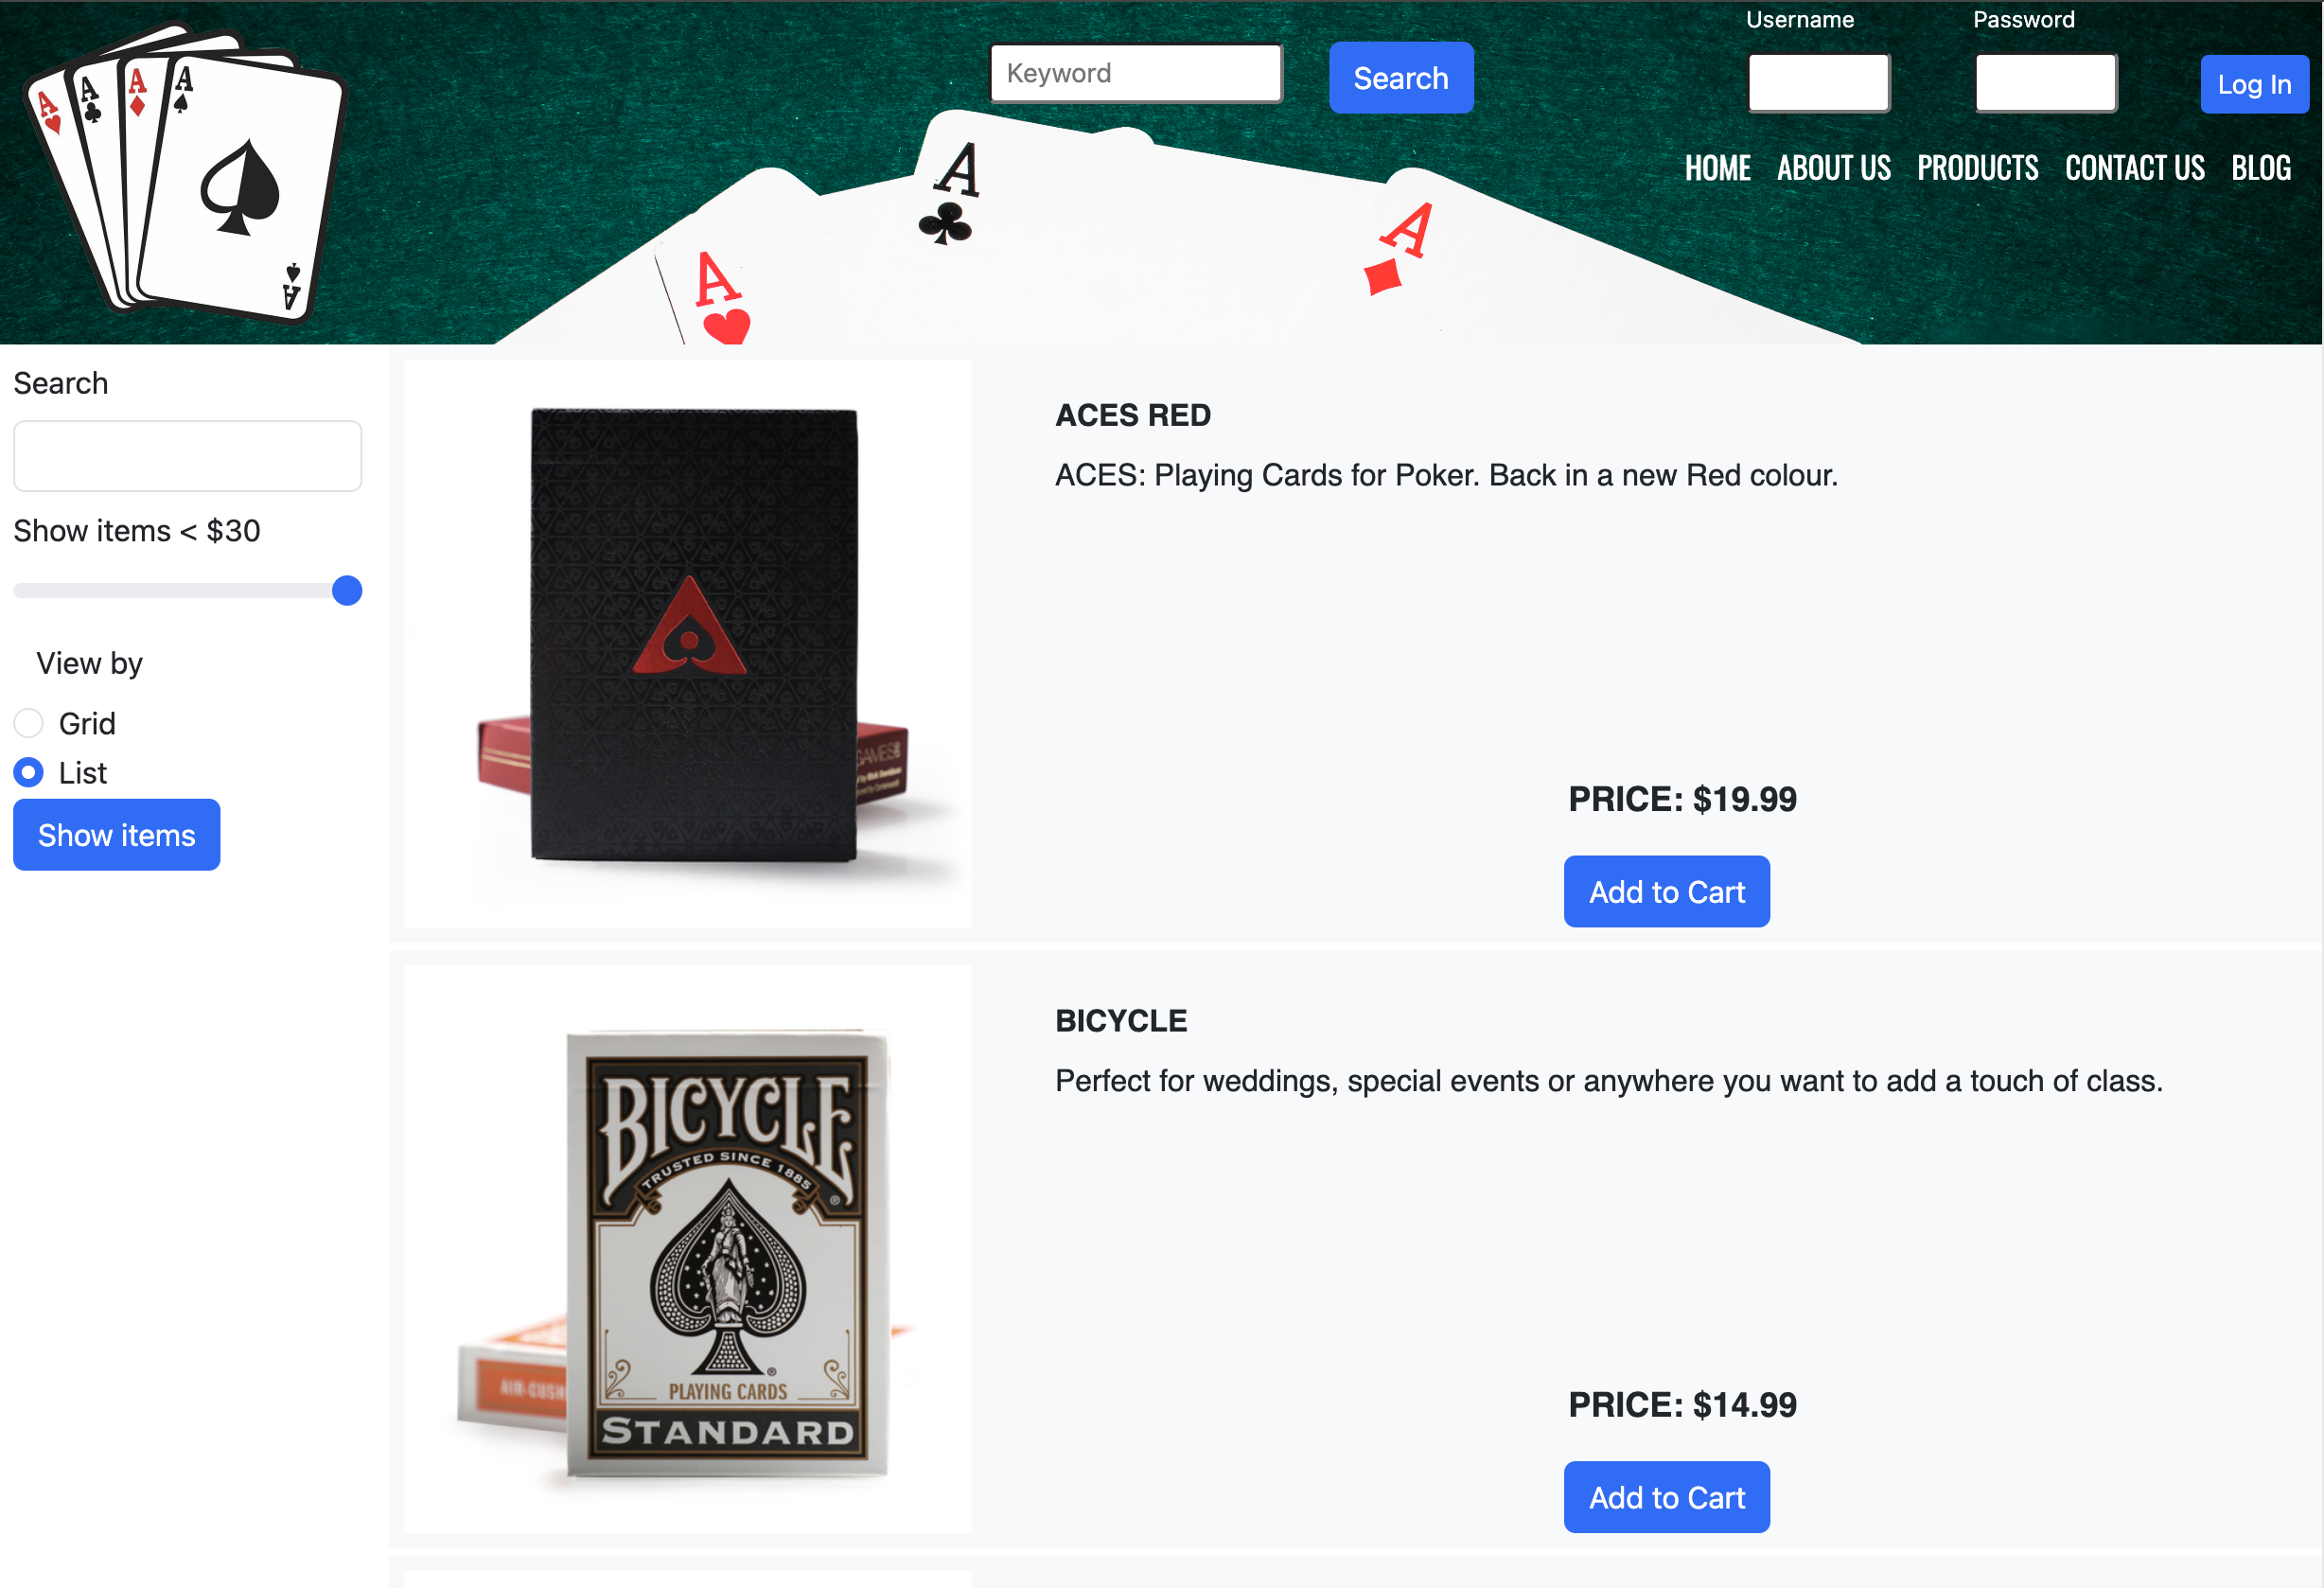 Username Password
Keyword Search Log In
HOME ABOUT US PRODUCTS CONTACT US BLOG
A
A
A
A
A
A
A
A
Search
Show items < $30
View by
Grid
List
Show items
ACES RED
ACES: Playing Cards for Poker. Back in a new Red colour.
PRICE: $19.99
Add to Cart
GAMES
BICYCLE
Perfect for weddings, special events or anywhere you want to add a touch of class.
PRICE: $14.99
Add to Cart
BICYCLE
TRUSTED SINCE 1885
®
®
PLAYING CARDS
STANDARD
AIR-CUSH